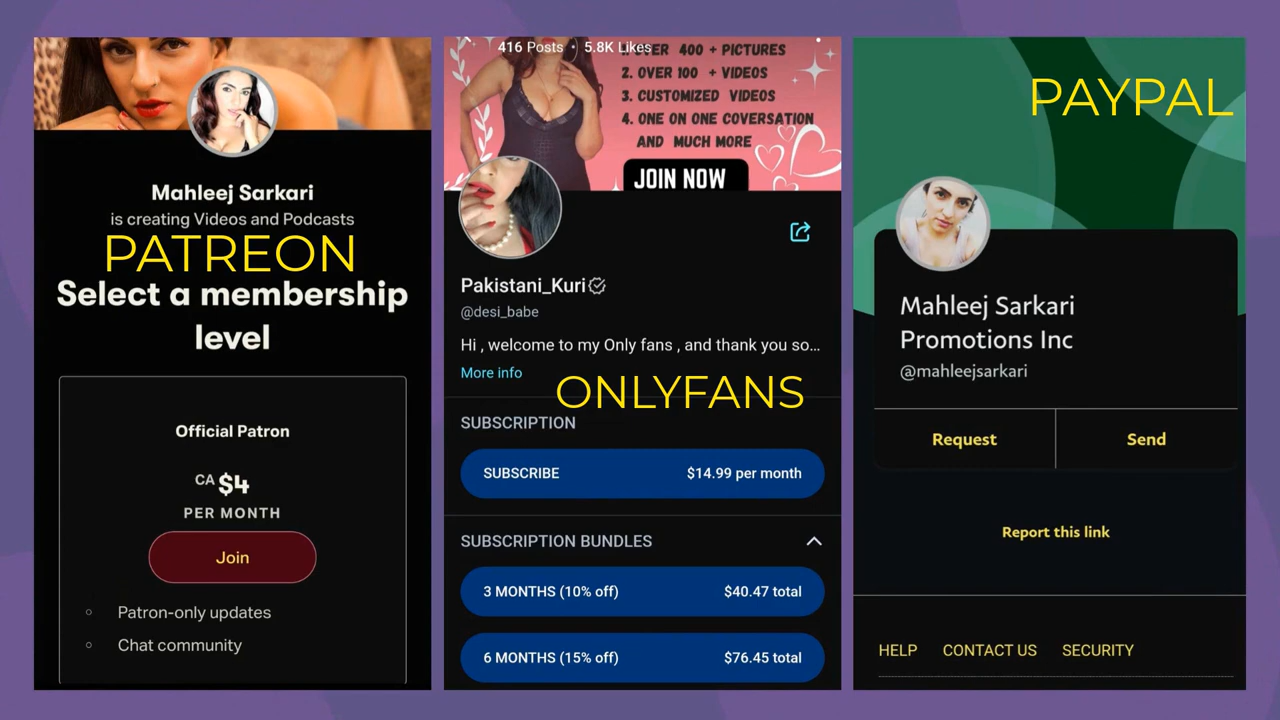 Mahleej Sarkari
is creating Videos and Podcasts
PATREON
Select a membership
level
Official Patron
CA $4
PER MONTH
Join
Patron-only updates
Chat community
416 Posts • 5.8K Likes
1. OVER 400 + PICTURES
2. OVER 100 + VIDEOS
3. CUSTOMIZED VIDEOS
4. ONE ON ONE COVERSATION
AND MUCH MORE
JOIN NOW
Pakistani_Kuri
@desi_babe
Hi , welcome to my Only fans , and thank you so...
More info
ONLYFANS
SUBSCRIPTION
SUBSCRIBE $14.99 per month
SUBSCRIPTION BUNDLES
3 MONTHS (10% off) $40.47 total
6 MONTHS (15% off) $76.45 total
PAYPAL
Mahleej Sarkari
Promotions Inc
@mahleejsarkari
Request Send
Report this link
HELP CONTACT US SECURITY